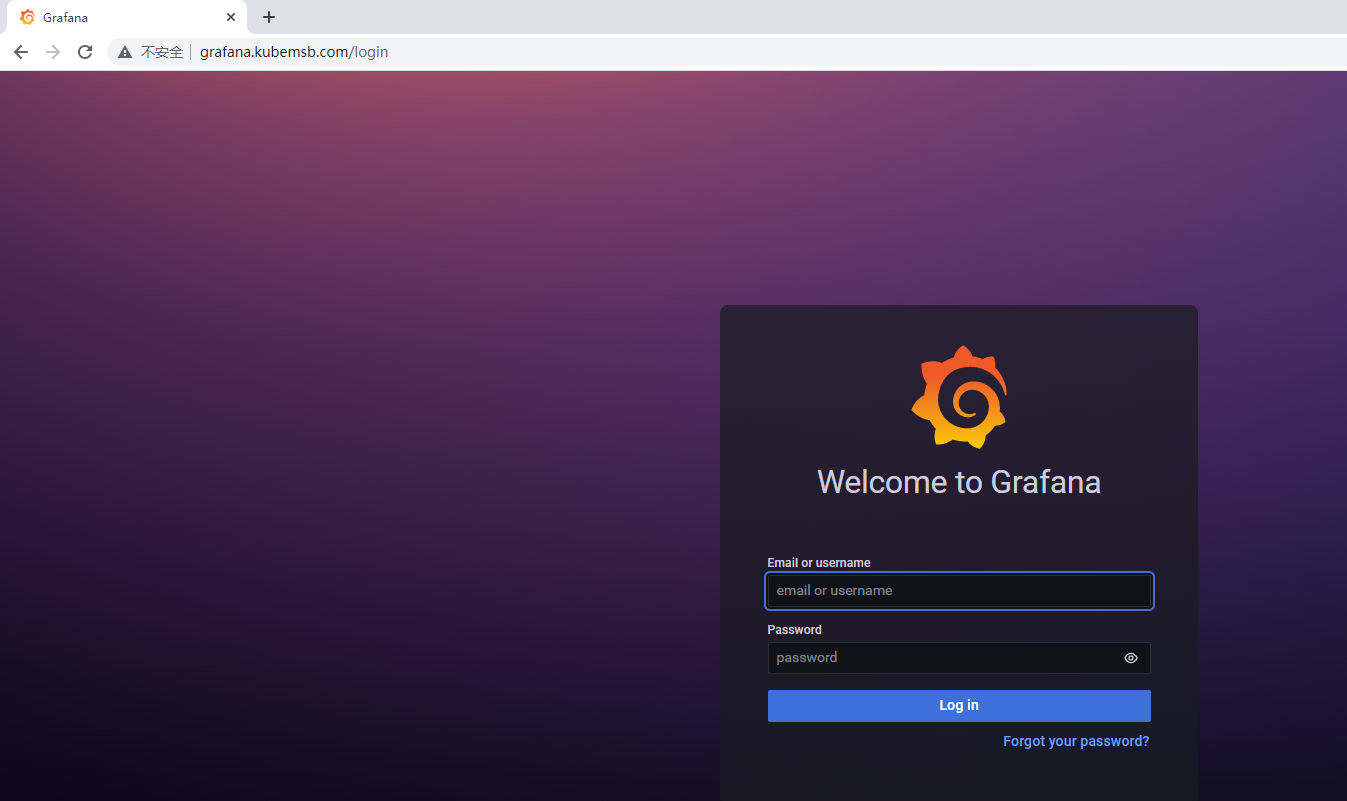 Grafana
不安全 grafana.kubemsb.com/login
Welcome to Grafana
Email or username
email or username
Password
password
Log in
Forgot your password?